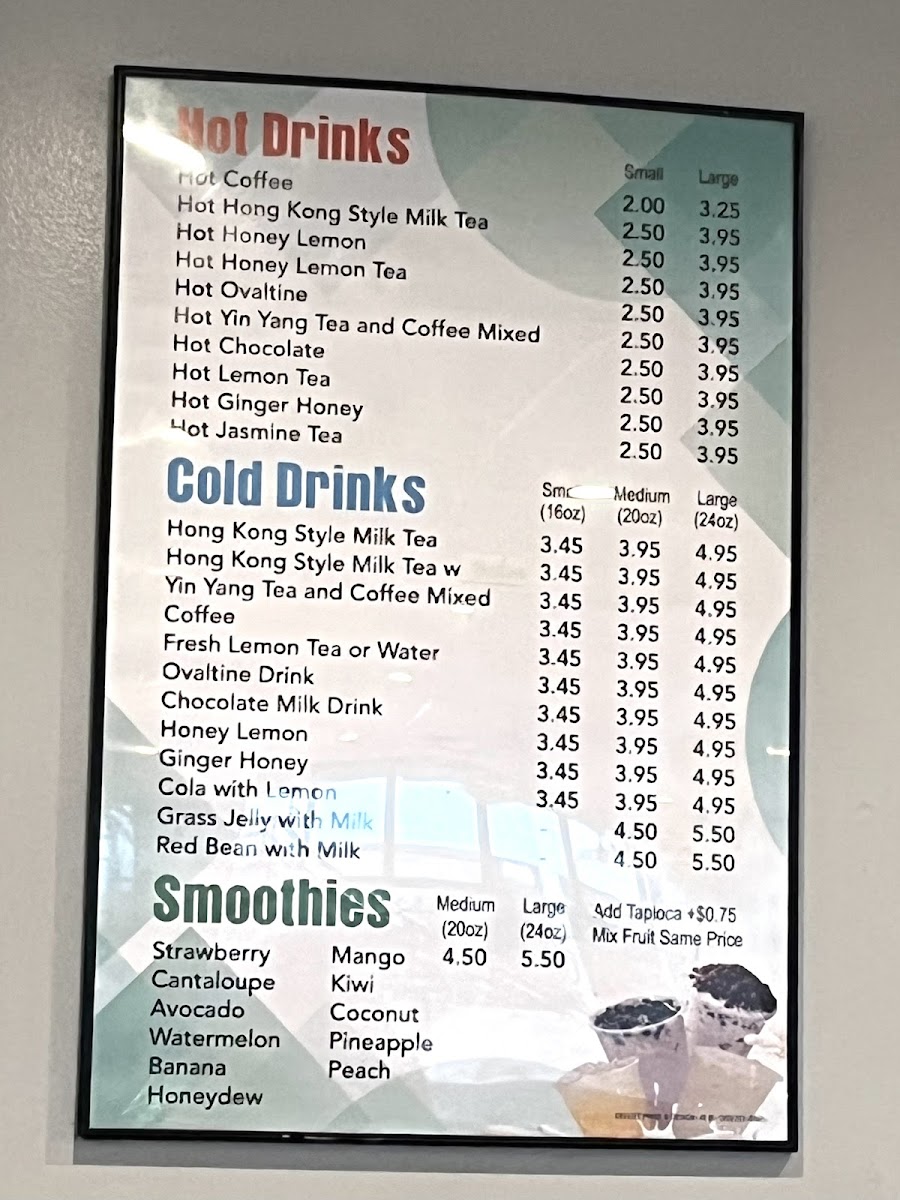 Hot Drinks
Small Large
Hot Coffee 2.00 3.25
Hot Hong Kong Style Milk Tea 2.50 3.95
Hot Honey Lemon 2.50 3.95
Hot Honey Lemon Tea 2.50 3.95
Hot Ovaltine 2.50 3.95
Hot Yin Yang Tea and Coffee Mixed 2.50 3.95
Hot Chocolate 2.50 3.95
Hot Lemon Tea 2.50 3.95
Hot Ginger Honey 2.50 3.95
Hot Jasmine Tea 2.50 3.95
Cold Drinks
Medium Large
(16oz) (20oz) (24oz)
Hong Kong Style Milk Tea 3.45 3.95 4.95
Hong Kong Style Milk Tea w 3.45 3.95 4.95
Yin Yang Tea and Coffee Mixed 3.45 3.95 4.95
Coffee 3.45 3.95 4.95
Fresh Lemon Tea or Water 3.45 3.95 4.95
Ovaltine Drink 3.45 3.95 4.95
Chocolate Milk Drink 3.45 3.95 4.95
Honey Lemon 3.45 3.95 4.95
Ginger Honey 3.45 3.95 4.95
Cola with Lemon 3.45 3.95 4.95
Grass Jelly with Milk - 4.50 5.50
Red Bean with Milk - 4.50 5.50
Smoothies
Medium Large
(20oz) (24oz)
4.50 5.50
Add Tapioca +$0.75
Mix Fruit Same Price
Strawberry
Cantaloupe
Avocado
Watermelon
Banana
Honeydew
Mango
Kiwi
Coconut
Pineapple
Peach